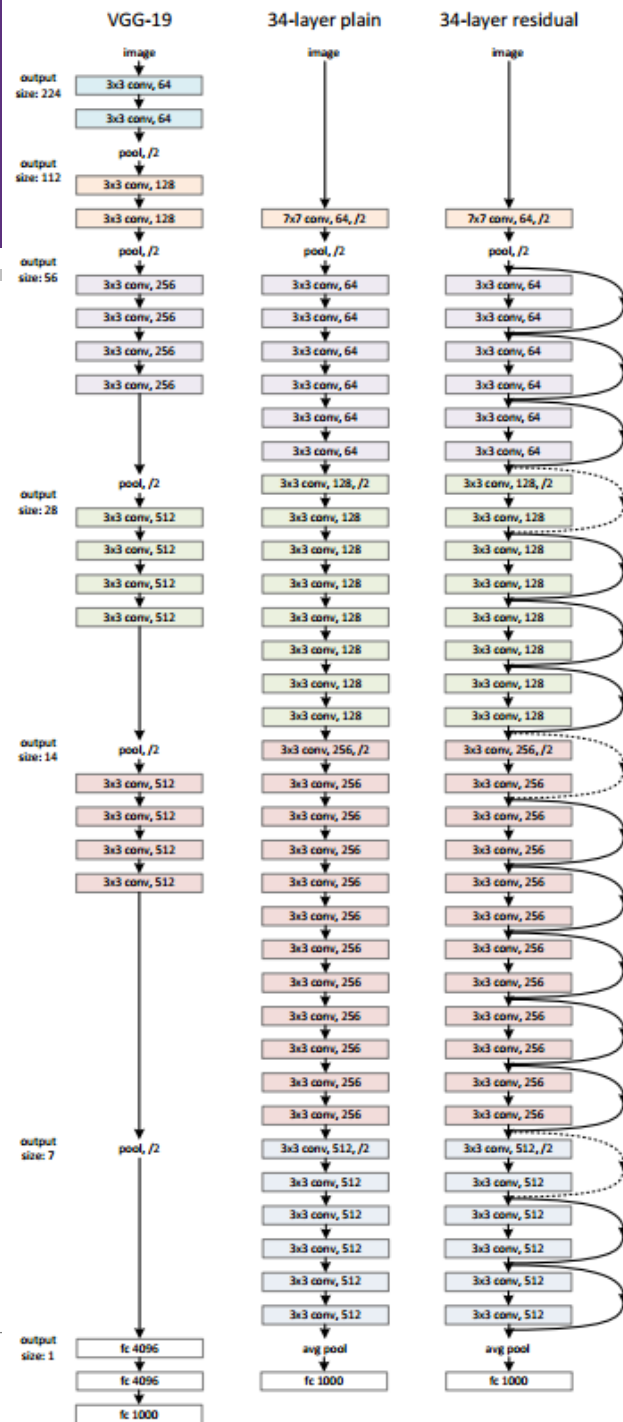 VGG-19
image
output
size: 224
3x3 conv, 64
3x3 conv, 64
pool, /2
output
size: 112
3x3 conv, 128
3x3 conv, 128
pool, /2
output
size: 56
3x3 conv, 256
3x3 conv, 256
3x3 conv, 256
3x3 conv, 256
pool, /2
output
size: 28
3x3 conv, 512
3x3 conv, 512
3x3 conv, 512
3x3 conv, 512
output
size: 14
pool, /2
3x3 conv, 512
3x3 conv, 512
3x3 conv, 512
3x3 conv, 512
output
size: 7
pool, /2
output
size: 1
fc 4096
fc 4096
fc 1000
34-layer plain
image
7x7 conv, 64, /2
pool, /2
3x3 conv, 64
3x3 conv, 64
3x3 conv, 64
3x3 conv, 64
3x3 conv, 64
3x3 conv, 64
3x3 conv, 128, /2
3x3 conv, 128
3x3 conv, 128
3x3 conv, 128
3x3 conv, 128
3x3 conv, 128
3x3 conv, 128
3x3 conv, 128
3x3 conv, 256, /2
3x3 conv, 256
3x3 conv, 256
3x3 conv, 256
3x3 conv, 256
3x3 conv, 256
3x3 conv, 256
3x3 conv, 256
3x3 conv, 256
3x3 conv, 256
3x3 conv, 256
3x3 conv, 256
3x3 conv, 512, /2
3x3 conv, 512
3x3 conv, 512
3x3 conv, 512
3x3 conv, 512
3x3 conv, 512
avg pool
fc 1000
34-layer residual
image
7x7 conv, 64, /2
pool, /2
3x3 conv, 64
3x3 conv, 64
3x3 conv, 64
3x3 conv, 64
3x3 conv, 64
3x3 conv, 64
3x3 conv, 128, /2
3x3 conv, 128
3x3 conv, 128
3x3 conv, 128
3x3 conv, 128
3x3 conv, 128
3x3 conv, 128
3x3 conv, 128
3x3 conv, 256, /2
3x3 conv, 256
3x3 conv, 256
3x3 conv, 256
3x3 conv, 256
3x3 conv, 256
3x3 conv, 256
3x3 conv, 256
3x3 conv, 256
3x3 conv, 256
3x3 conv, 256
3x3 conv, 256
3x3 conv, 512, /2
3x3 conv, 512
3x3 conv, 512
3x3 conv, 512
3x3 conv, 512
3x3 conv, 512
avg pool
fc 1000